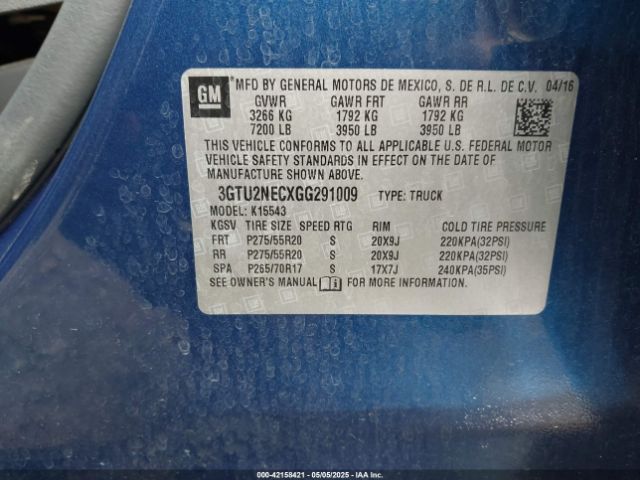 GM
MFD BY GENERAL MOTORS DE MEXICO, S. DE R.L. DE C.V. 04/16
GVWR GAWR FRT GAWR RR
3266 KG 1792 KG 1792 KG
7200 LB 3950 LB 3950 LB
THIS VEHICLE CONFORMS TO ALL APPLICABLE U.S. FEDERAL MOTOR
VEHICLE SAFETY STANDARDS IN EFFECT ON THE DATE OF
MANUFACTURE SHOWN ABOVE.
3GTU2NECXGG291009 TYPE: TRUCK
MODEL: K15543
KGSV TIRE SIZE SPEED RTG RIM COLD TIRE PRESSURE
FRT P275/55R20 S 20X9J 220KPA(32PSI)
RR P275/55R20 S 20X9J 220KPA(32PSI)
SPA P265/70R17 S 17X7J 240KPA(35PSI)
SEE OWNER'S MANUAL FOR MORE INFORMATION.
000-42158421 - 05/05/2025 - IAAI.COM